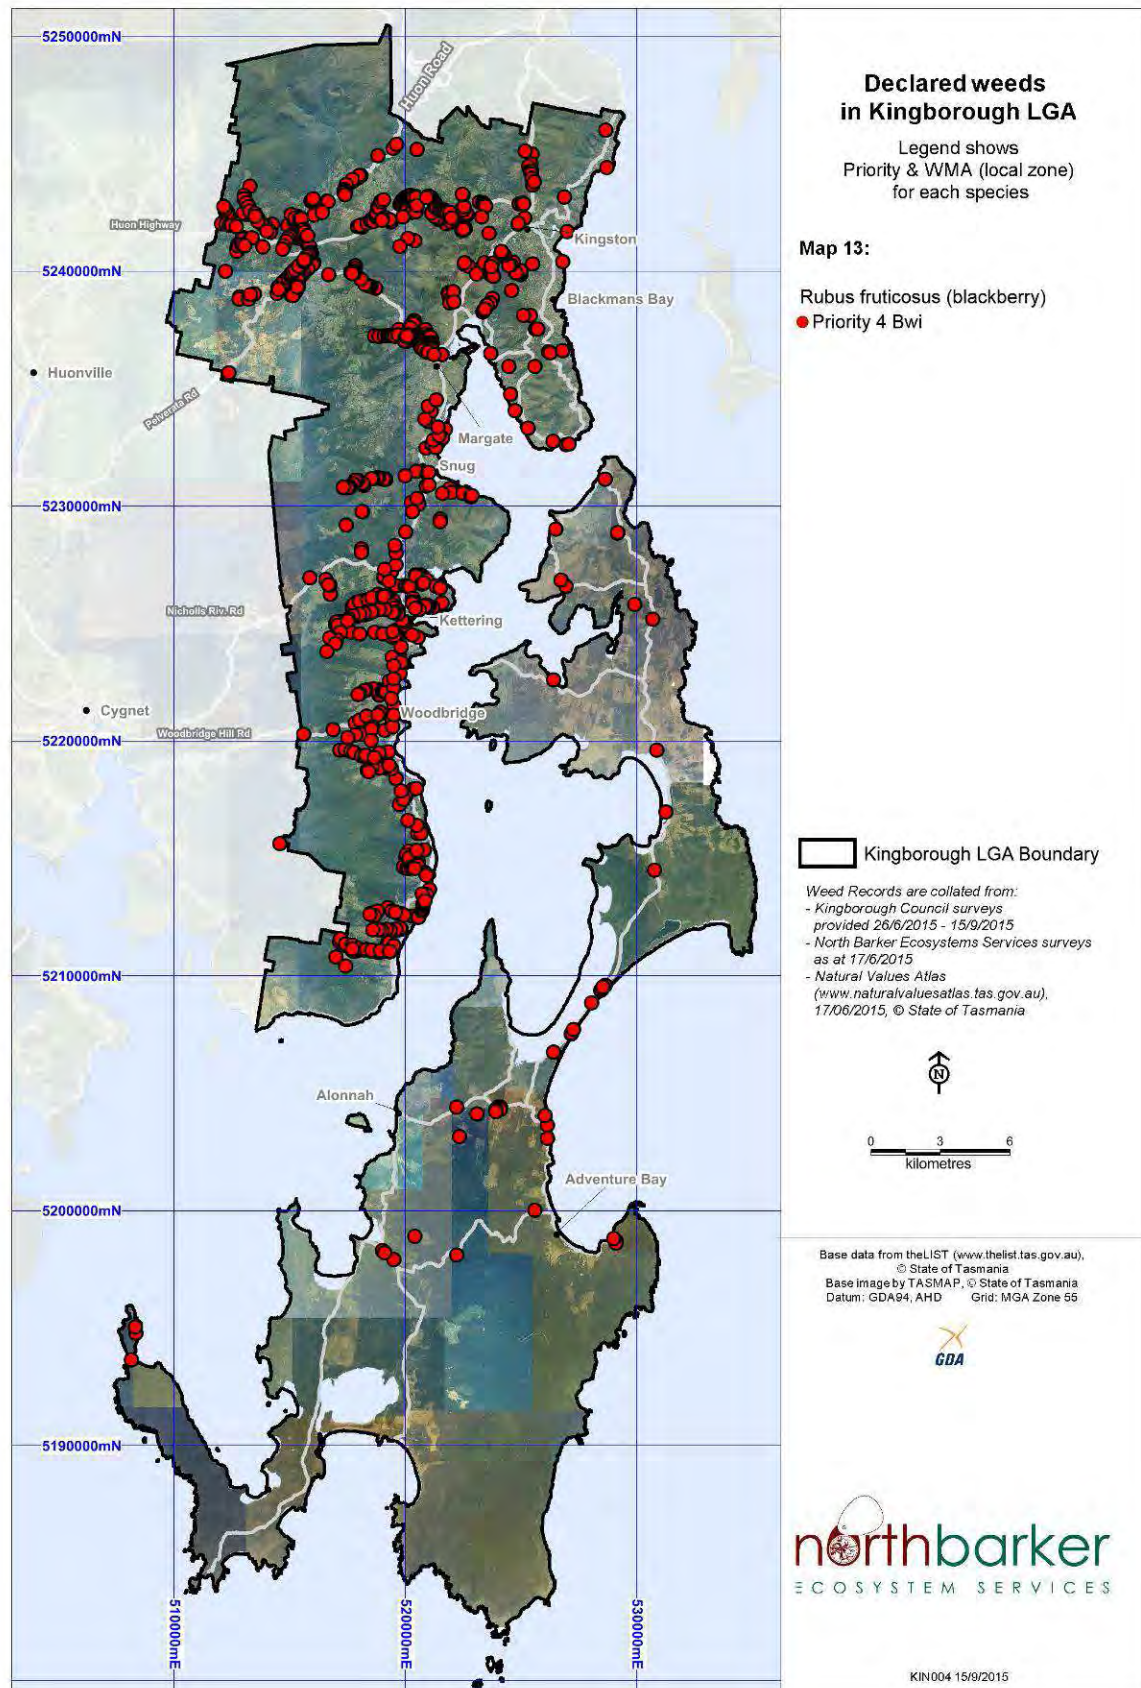 5250000mN
Huon Road
Huon Highway
Kingston
5240000mN
Blackmans Bay
Huonville
Pelverata Rd
Margate
Snug
5230000mN
Nicholls Riv. Rd
Kettering
Cygnet
Woodbridge
Woodbridge Hill Rd
5220000mN
5210000mN
Alonnah
Adventure Bay
5200000mN
5190000mN
510000mE
520000mE
530000mE
Declared weeds
in Kingborough LGA
Legend shows
Priority & WMA (local zone)
for each species
Map 13:
Rubus fruticosus (blackberry)
Priority 4 Bwi
Kingborough LGA Boundary
Weed Records are collated from:
- Kingborough Council surveys
provided 26/6/2015 - 15/9/2015
- North Barker Ecosystems Services surveys
as at 17/6/2015
- Natural Values Atlas
(www.naturalvaluesatlas.tas.gov.au),
17/06/2015, © State of Tasmania
N
0 3 6
kilometres
Base data from theLIST (www.thelist.tas.gov.au),
© State of Tasmania
Base image by TASMAP, © State of Tasmania
Datum: GDA94, AHD Grid: MGA Zone 55
GDA
northbarker
ECOSYSTEM SERVICES
KIN004 15/9/2015